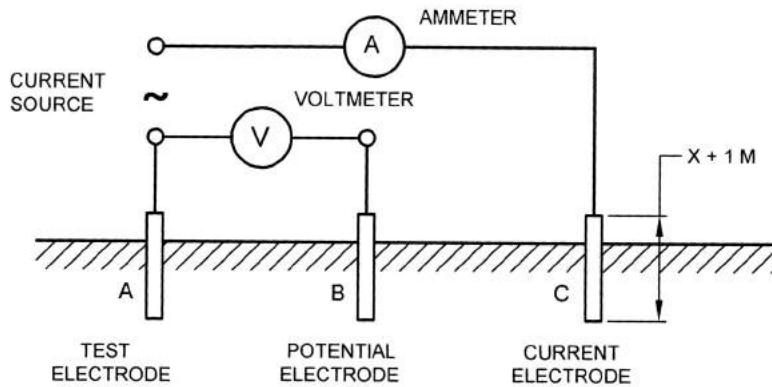 AMMETER
A
CURRENT
SOURCE
~
VOLTMETER
V
X + 1 M
A
B
C
TEST
ELECTRODE
POTENTIAL
ELECTRODE
CURRENT
ELECTRODE